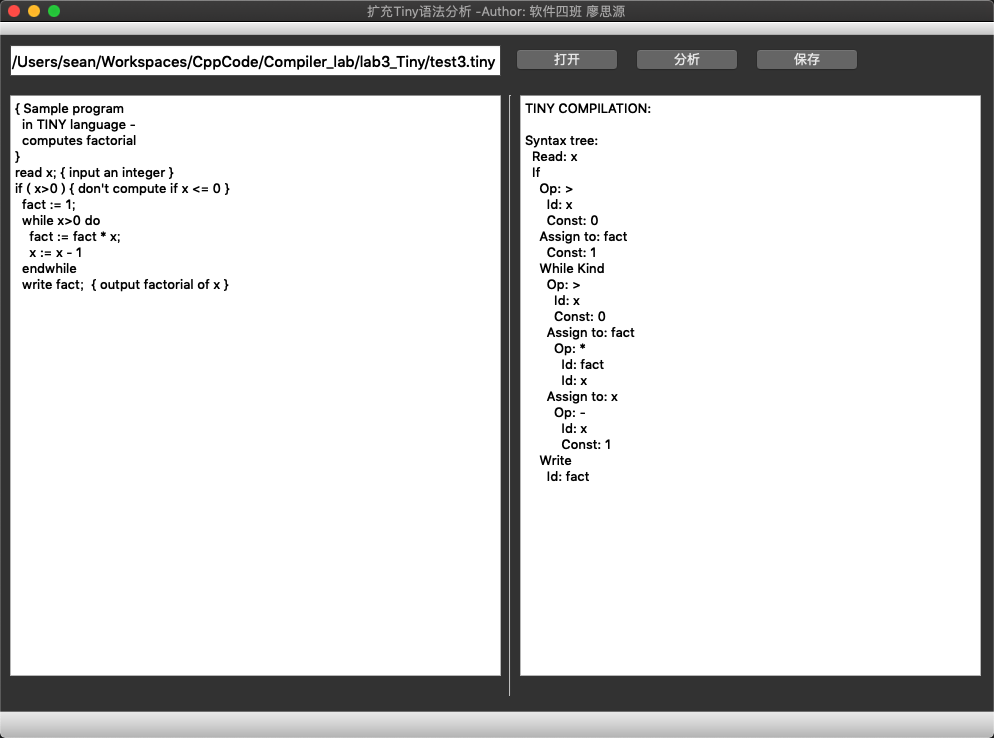 扩充Tiny语法分析 -Author: 软件四班 廖思源
/Users/sean/Workspaces/CppCode/Compiler_lab/lab3_Tiny/test3.tiny
打开
分析
保存
{ Sample program
in TINY language -
computes factorial
}
read x; { input an integer }
if ( x>0 ) { don't compute if x <= 0 }
fact := 1;
while x>0 do
fact := fact * x;
x := x - 1
endwhile
write fact;  { output factorial of x }
TINY COMPILATION:
Syntax tree:
Read: x
If
Op: >
Id: x
Const: 0
Assign to: fact
Const: 1
While Kind
Op: >
Id: x
Const: 0
Assign to: fact
Op: *
Id: fact
Id: x
Assign to: x
Op: -
Id: x
Const: 1
Write
Id: fact